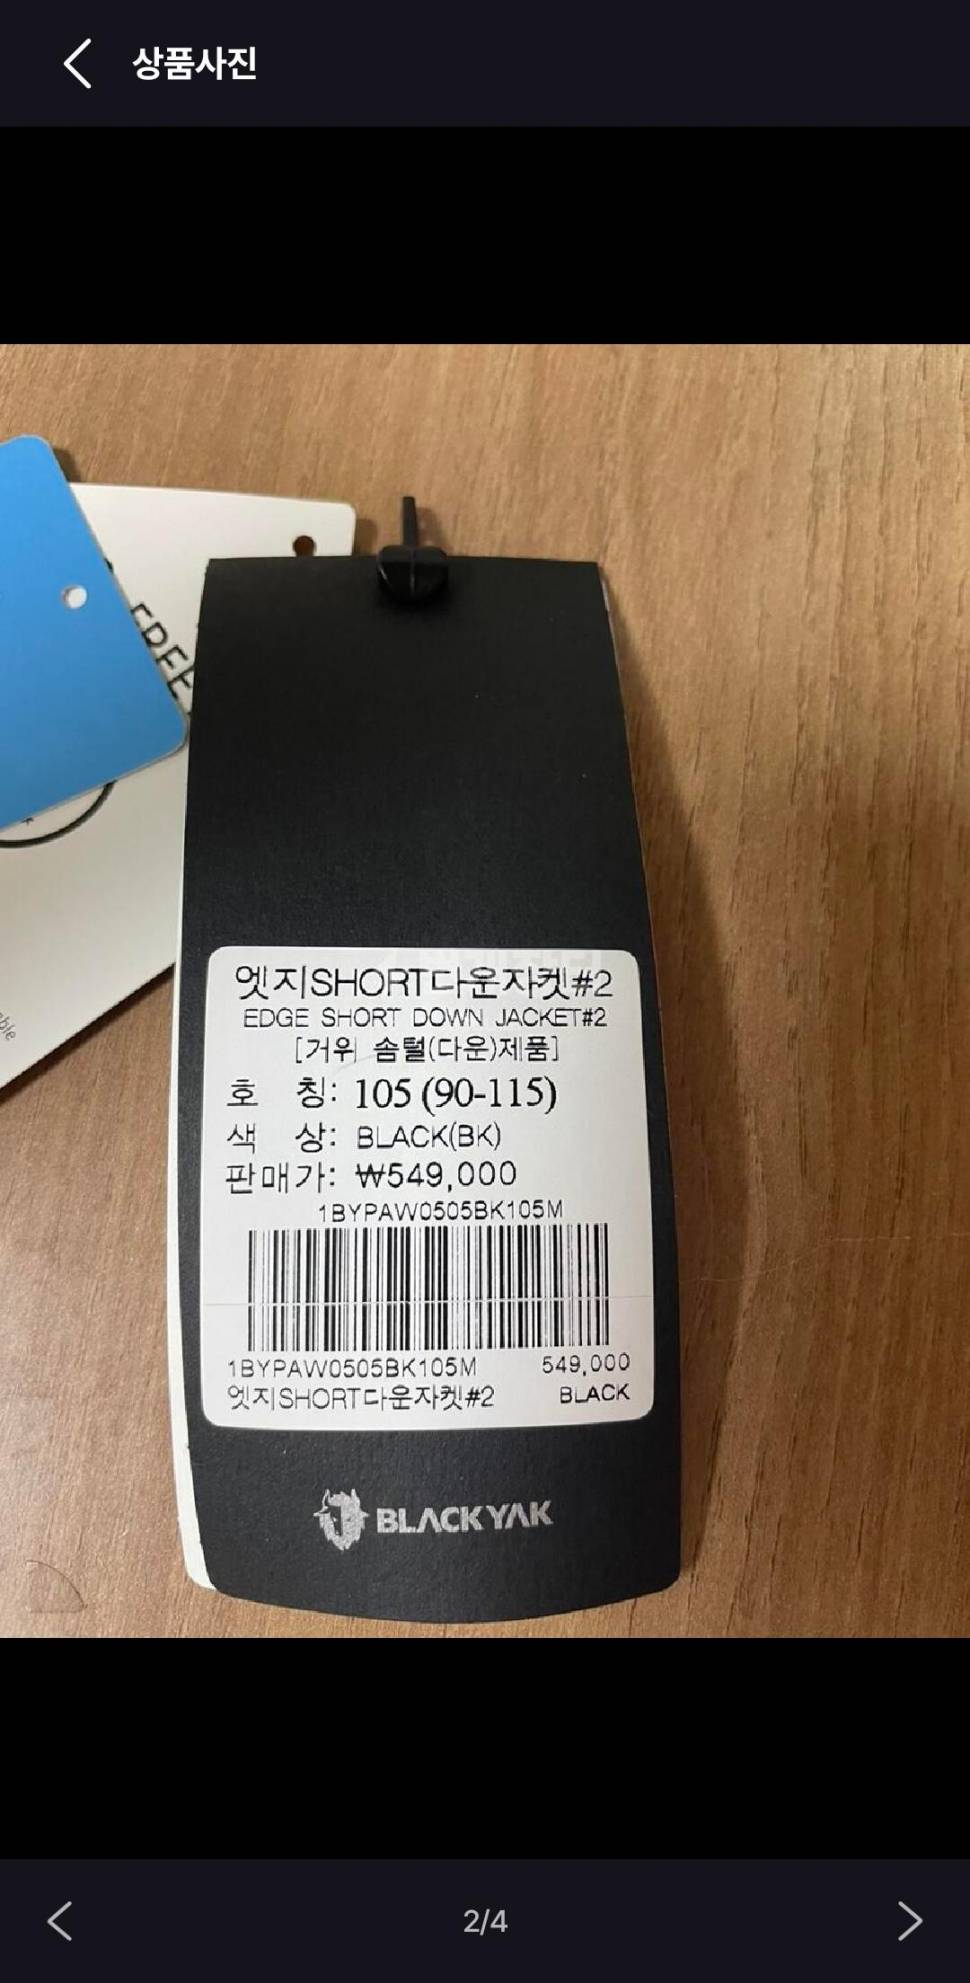 상품사진
FREE
ble
엣지SHORT다운자켓#2
EDGE SHORT DOWN JACKET#2
[거위 솜털(다운)제품]
호 칭: 105 (90-115)
색 상: BLACK(BK)
판매가: ₩549,000
1BYPAW0505BK105M
1BYPAW0505BK105M 549,000
엣지SHORT다운자켓#2 BLACK
BLACKYAK
2/4